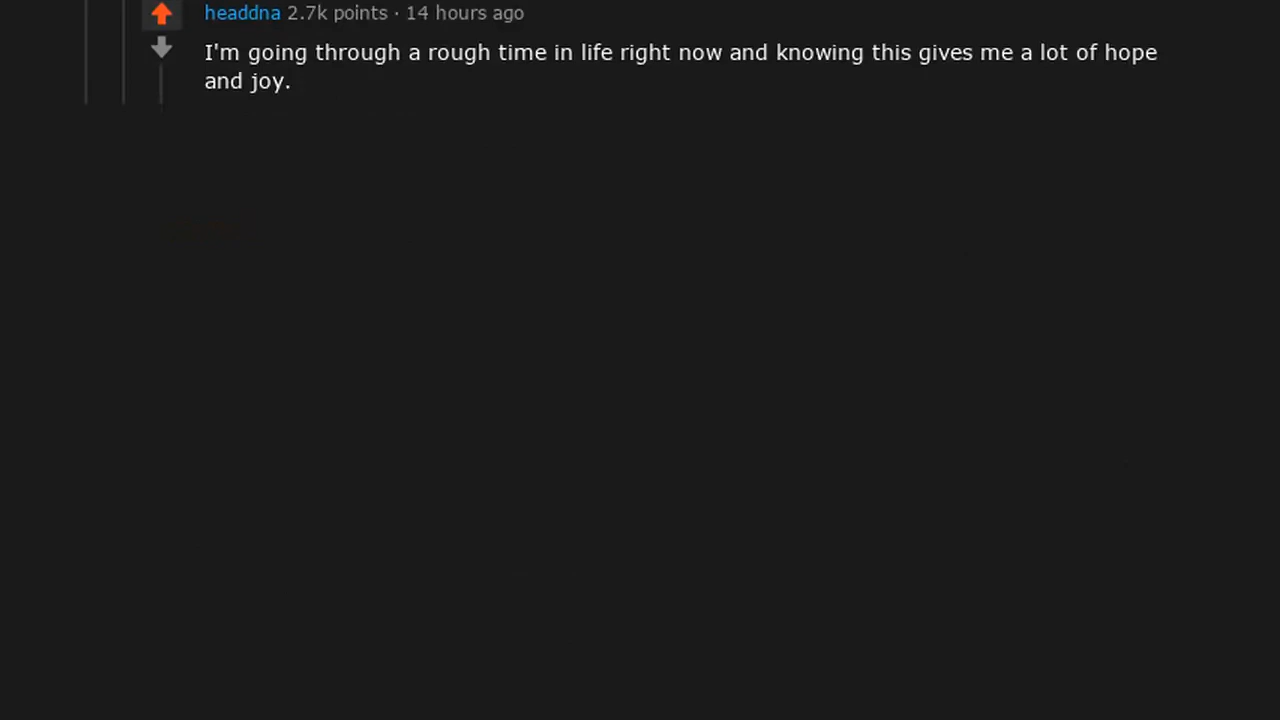 headdna 2.7k points · 14 hours ago
I'm going through a rough time in life right now and knowing this gives me a lot of hope
and joy.